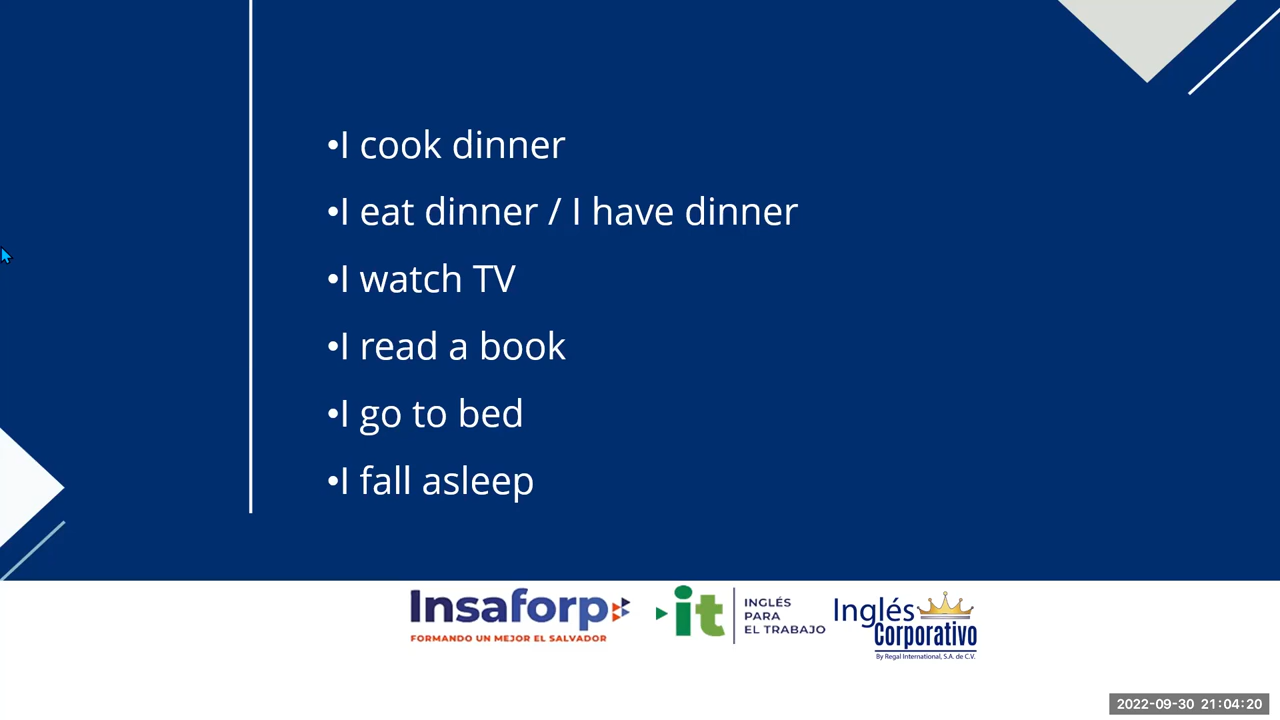 •I cook dinner
•I eat dinner / I have dinner
•I watch TV
•I read a book
•I go to bed
•I fall asleep
Insaforp
FORMANDO UN MEJOR EL SALVADOR
it
INGLÉS
PARA
EL TRABAJO
Inglés
Corporativo
By Regal International, S.A. de C.V.
2022-09-30 21:04:20